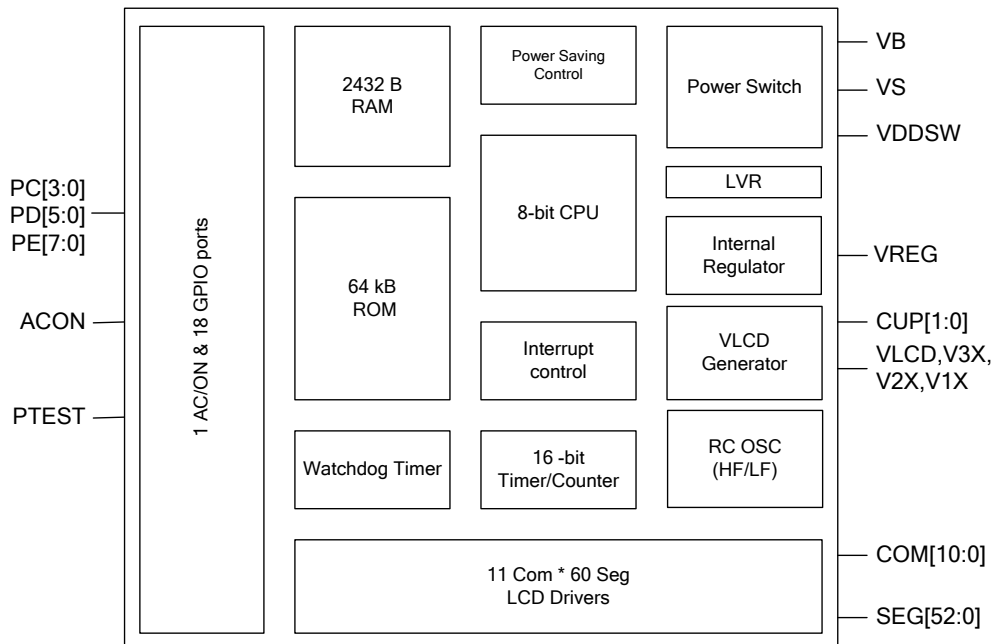 PC[3:0]
PD[5:0]
PE[7:0]
ACON
PTEST
1 AC/ON & 18 GPIO ports
2432 B
RAM
64 kB
ROM
Watchdog Timer
Power Saving
Control
8-bit CPU
Interrupt
control
16 -bit
Timer/Counter
Power Switch
LVR
Internal
Regulator
VLCD
Generator
RC OSC
(HF/LF)
11 Com * 60 Seg
LCD Drivers
VB
VS
VDDSW
VREG
CUP[1:0]
VLCD,V3X,
V2X,V1X
COM[10:0]
SEG[52:0]